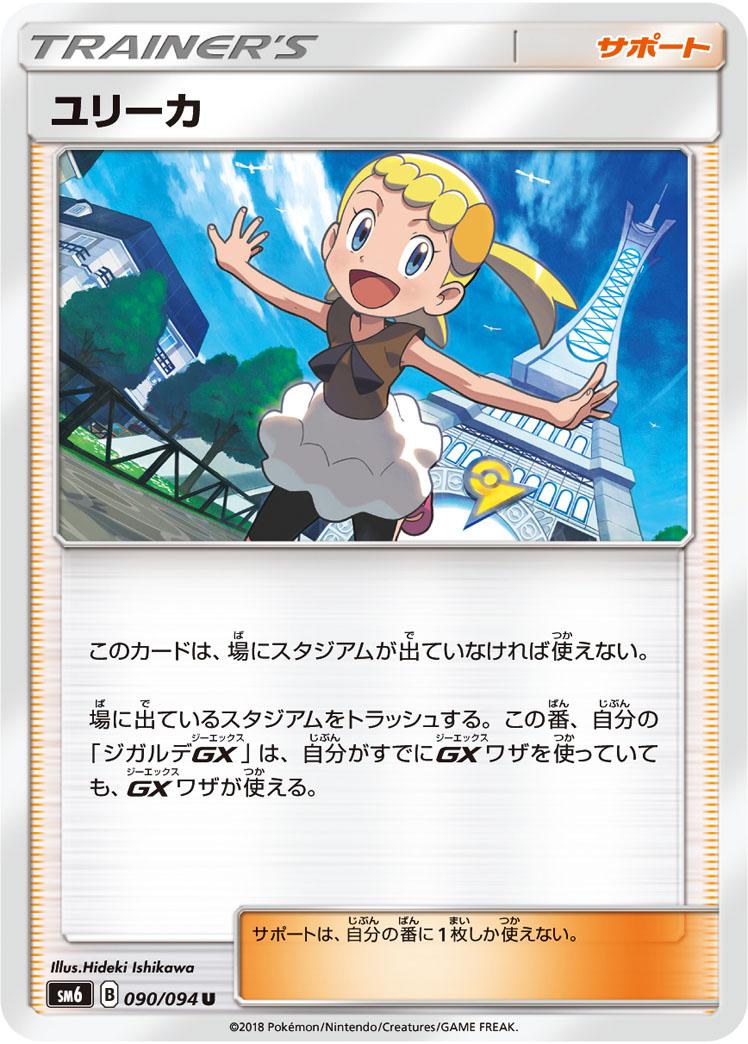 TRAINER'S
サポート
ユリーカ
このカードは、場にスタジアムが出ていなければ使えない。
場に出ているスタジアムをトラッシュする。この番、自分の
「ジガルデGX」は、自分がすでにGXワザを使っていて
も、GXワザが使える。
サポートは、自分の番に1枚しか使えない。
Illus.Hideki Ishikawa
SM6 B 090/094 U
©2018 Pokémon/Nintendo/Creatures/GAME FREAK.